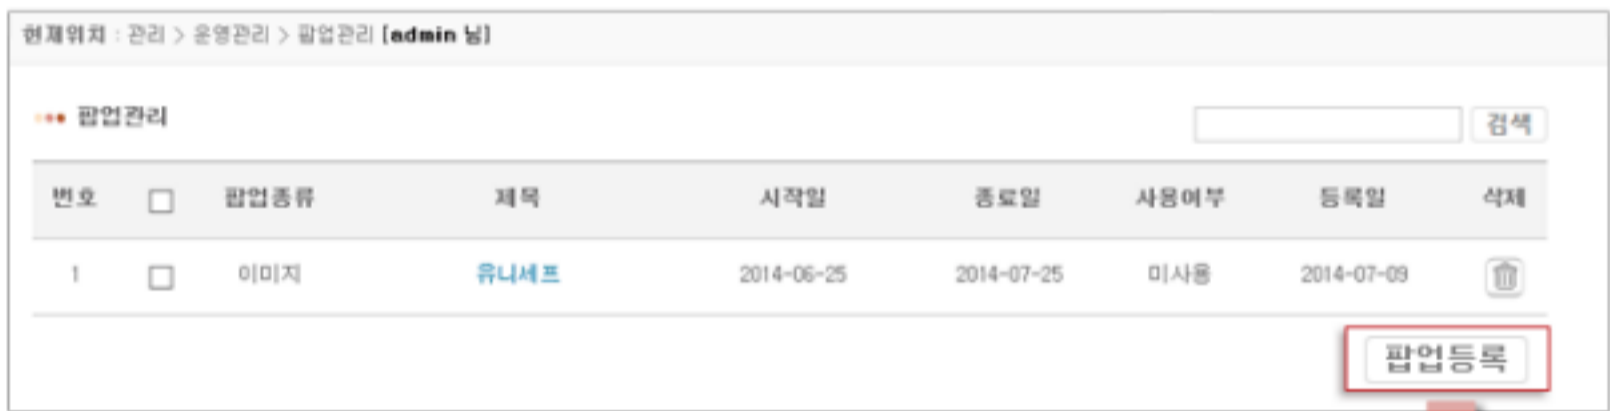 현재위치 : 관리 > 운영관리 > 팝업관리 [admin 님]
팝업관리
검색
번호 팝업종류 제목 시작일 종료일 사용여부 등록일 삭제
1 이미지 유니세프 2014-06-25 2014-07-25 미사용 2014-07-09
팝업등록